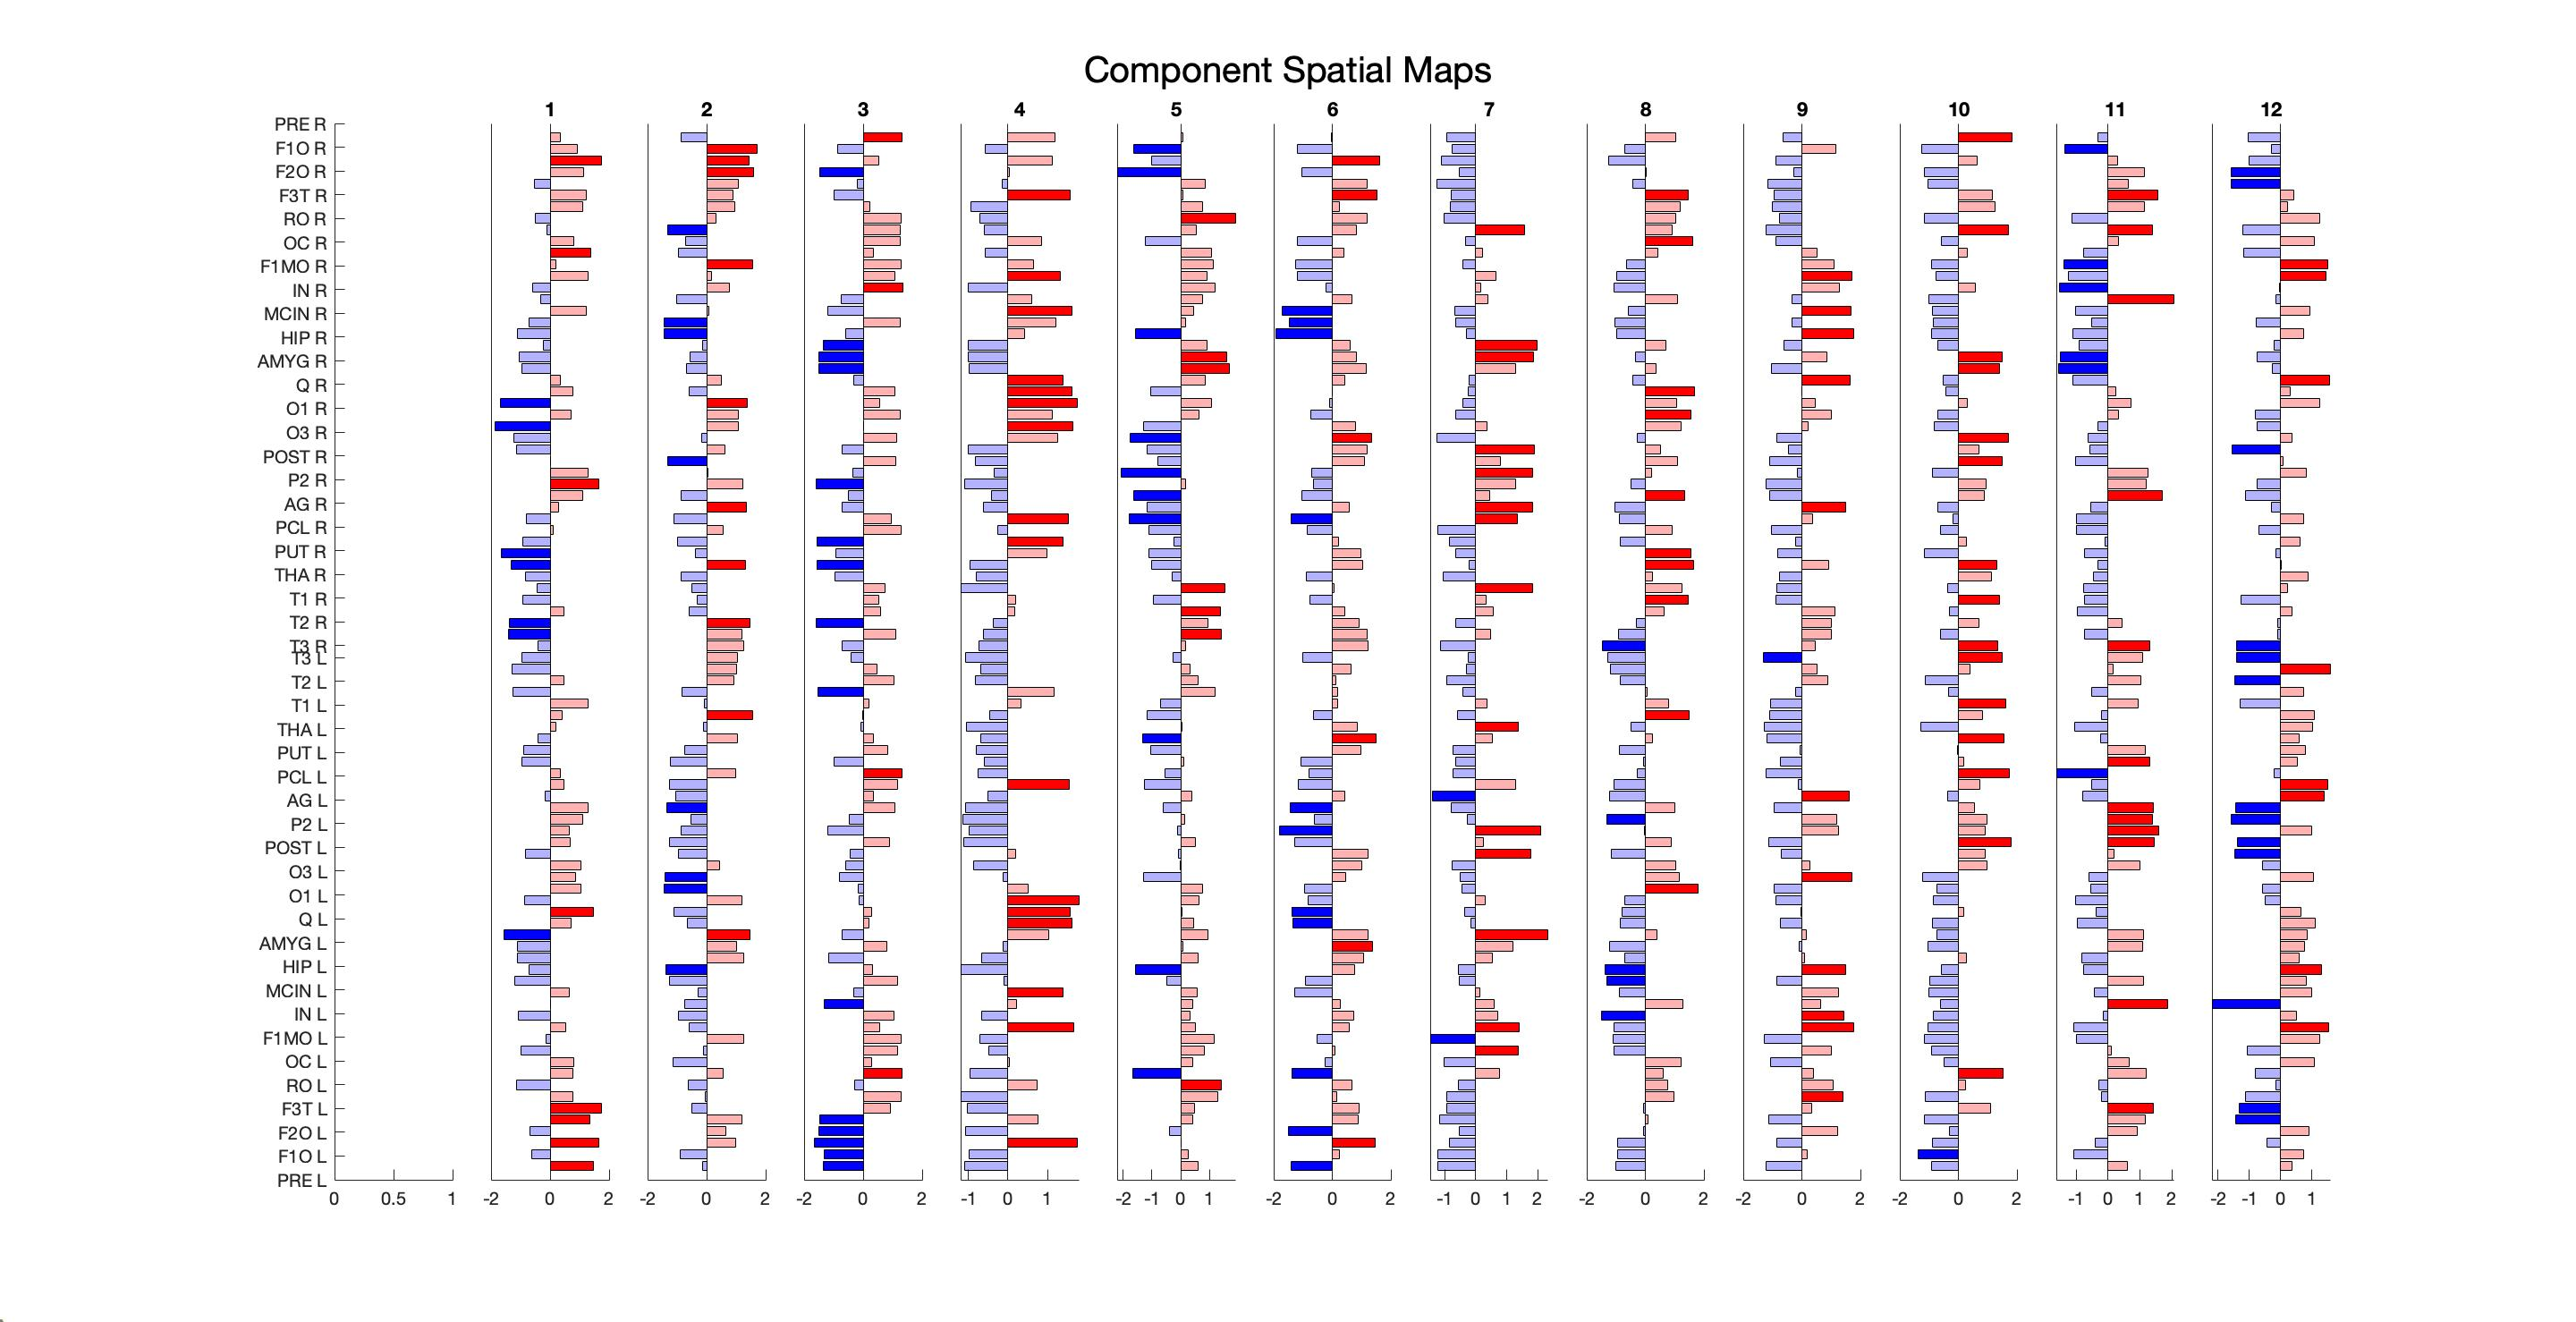 Component Spatial Maps
1 2 3 4 5 6 7 8 9 10 11 12
PRE R
F1O R
F2O R
F3T R
RO R
OC R
F1MO R
IN R
MCIN R
HIP R
AMYG R
Q R
O1 R
O3 R
POST R
P2 R
AG R
PCL R
PUT R
THA R
T1 R
T2 R
T3 R
T3 L
T2 L
T1 L
THA L
PUT L
PCL L
AG L
P2 L
POST L
O3 L
O1 L
Q L
AMYG L
HIP L
MCIN L
IN L
F1MO L
OC L
RO L
F3T L
F2O L
F1O L
PRE L
0 0.5 1 -2 0 2 -2 0 2 -2 0 2 -1 0 1 -2 -1 0 1 -2 0 2 -1 0 1 2 -2 0 2 -2 0 2 -2 0 2 -1 0 1 2 -2 -1 0 1